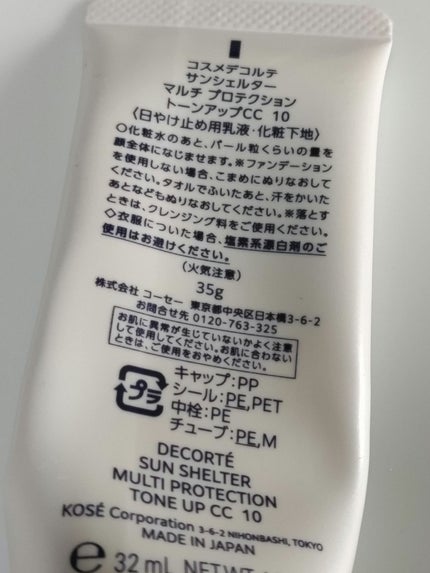 コスメデコルテ
サンシェルター
マルチ プロテクション
トーンアップCC 10
〈日やけ止め用乳液・化粧下地〉
○化粧水のあと、パール粒くらいの量を
顔全体になじませます。※ファンデーション
を使用しない場合、こまめにぬりなおして
ください。タオルでふいたあと、汗をかいた
あとなどもぬりなおしてください。※落とす
ときは、クレンジング料をご使用ください。
◇衣服についた場合、塩素系漂白剤のご
使用はお避けください。
(火気注意)
35g
株式会社 コーセー 東京都中央区日本橋3-6-2
お問合せ先 0120-763-325
お肌に異常が生じていないかよく注意
して使用してください。お肌に合わない
ときは、ご使用をおやめください。
プラ
キャップ:PP
シール:PE,PET
中栓:PE
チューブ:PE,M
DECORTÉ
SUN SHELTER
MULTI PROTECTION
TONE UP CC 10
KOSÉ Corporation 3-6-2 NIHONBASHI, TOKYO
MADE IN JAPAN
e 32 mL NET WT.